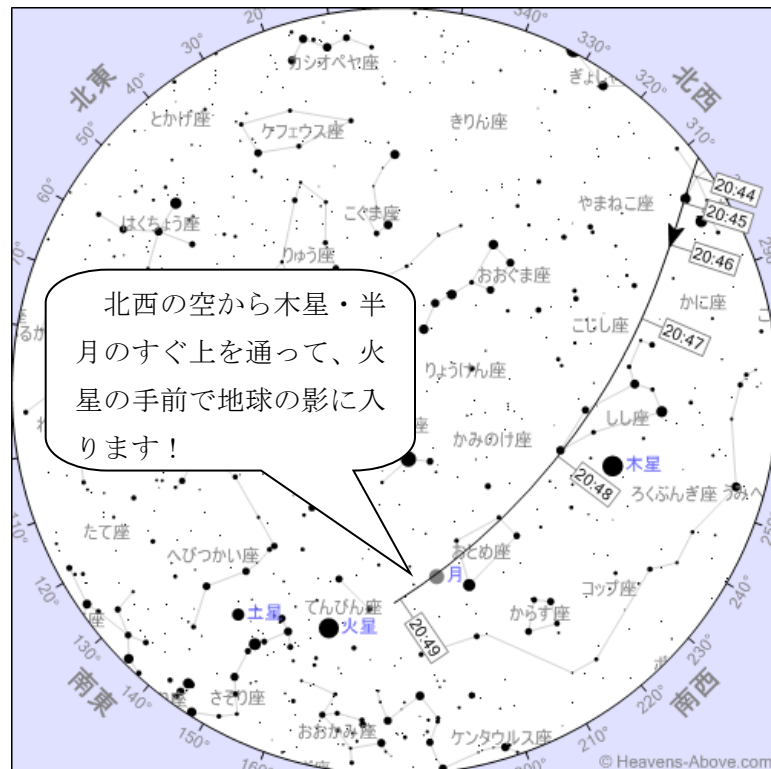 20°
330°
カシオペヤ座
ぎょしゃ
北東
30°
北西
320°
40°
とかげ座
ケフェウス座
きりん座
310°
50°
20:44
60°
はくちょう座
こぐま座
やまねこ座
20:45
りゅう座
20:46
70°
おおぐま座
290°
かに座
北西の空から木星・半
月のすぐ上を通って、火
星の手前で地球の影に入
ります！
こじし座
20:47
りょうけん座
座
かみのけ座
しし座
木星
20:48
ろくぶんぎ座
うみへ
110°
たて座
250°
へびつかい座
おとめ座
月
コップ座
120°
240°
土星
てんびん座
火星
からす座
20:49
座
130°
230°
南東
140°
さそり座
220°
南西
150°
おおかみ座
ケンタウルス座
160°
200°
© Heavens-Above.com